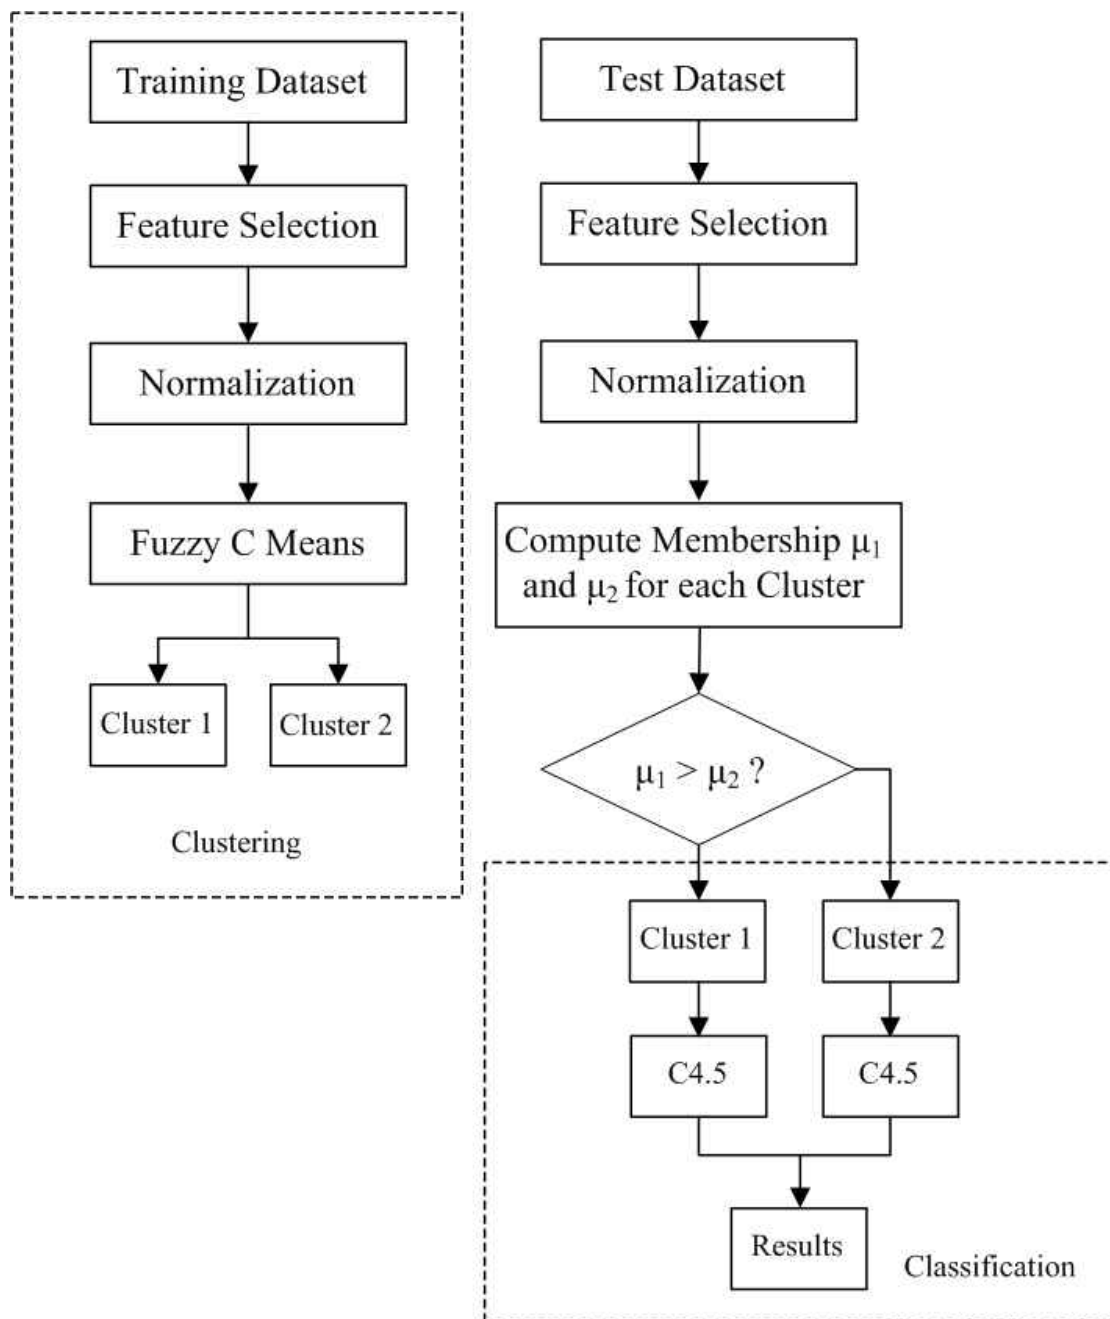 Training Dataset
Feature Selection
Normalization
Fuzzy C Means
Cluster 1
Cluster 2
Clustering
Test Dataset
Feature Selection
Normalization
Compute Membership μ₁
and μ₂ for each Cluster
μ₁ > μ₂ ?
Cluster 1
Cluster 2
C4.5
C4.5
Results
Classification